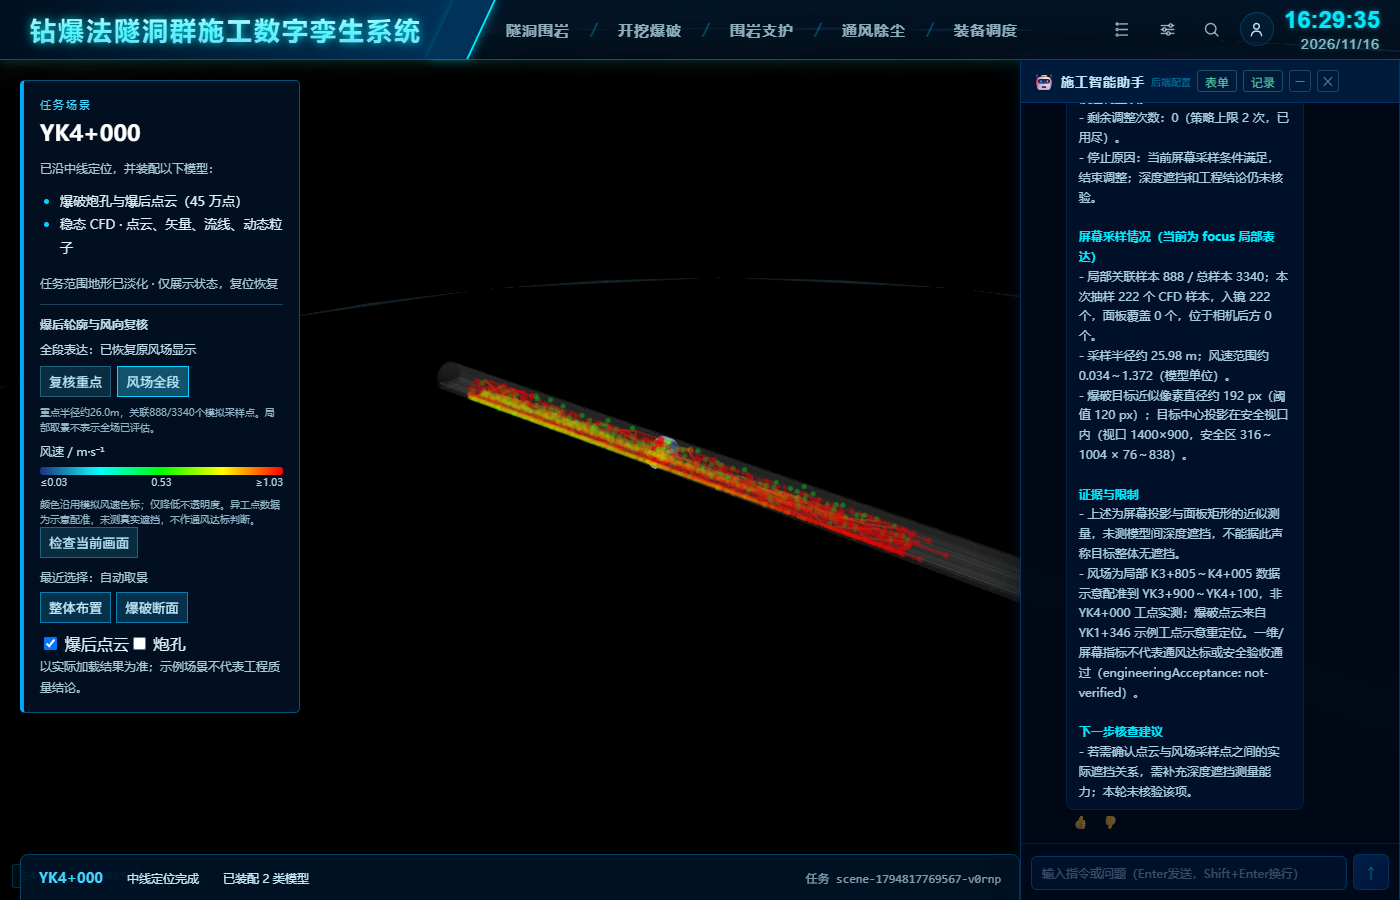 钻爆法隧洞群施工数字孪生系统
隧洞围岩 / 开挖爆破 / 围岩支护 / 通风除尘 / 装备调度
16:29:35
2026/11/16
任务场景
YK4+000
已沿中线定位，并装配以下模型：
爆破炮孔与爆后点云（45 万点）
稳态 CFD · 点云、矢量、流线、动态粒
子
任务范围地形已淡化 · 仅展示状态，复位恢复
爆后轮廓与风向复核
全段表达：已恢复原风场显示
复核重点 风场全段
重点半径约26.0m，关联888/3340个模拟采样点。局
部取景不表示全场已评估。
风速 / m·s⁻¹
≤0.03 0.53 ≥1.03
颜色沿用模拟风速色标；仅降低不透明度。异工点数据
为示意配准，未测真实遮挡，不作通风达标判断。
检查当前画面
最近选择：自动取景
整体布置 爆破断面
爆后点云 炮孔
以实际加载结果为准；示例场景不代表工程质
量结论。
施工智能助手 后端配置 表单 记录
- 剩余调整次数：0（策略上限 2 次，已
用尽）。
- 停止原因：当前屏幕采样条件满足，
结束调整；深度遮挡和工程结论仍未核
验。
屏幕采样情况（当前为 focus 局部表
达）
- 局部关联样本 888 / 总样本 3340；本
次抽样 222 个 CFD 样本，入镜 222
个，面板覆盖 0 个，位于相机后方 0
个。
- 采样半径约 25.98 m；风速范围约
0.034～1.372（模型单位）。
- 爆破目标近似像素直径约 192 px（阈
值 120 px）；目标中心投影在安全视口
内（视口 1400×900，安全区 316～
1004 × 76～838）。
证据与限制
- 上述为屏幕投影与面板矩形的近似测
量，未测模型间深度遮挡，不能据此声
称目标整体无遮挡。
- 风场为局部 K3+805～K4+005 数据
示意配准到 YK3+900～YK4+100，非
YK4+000 工点实测；爆破点云来自
YK1+346 示例工点示意重定位。一维/
屏幕指标不代表通风达标或安全验收通
过（engineeringAcceptance: not-
verified）。
下一步核查建议
- 若需确认点云与风场采样点之间的实
际遮挡关系，需补充深度遮挡测量能
力；本轮未核验该项。
输入指令或问题（Enter发送，Shift+Enter换行）
YK4+000 中线定位完成 已装配 2 类模型
任务 scene-1794817769567-v0rnp